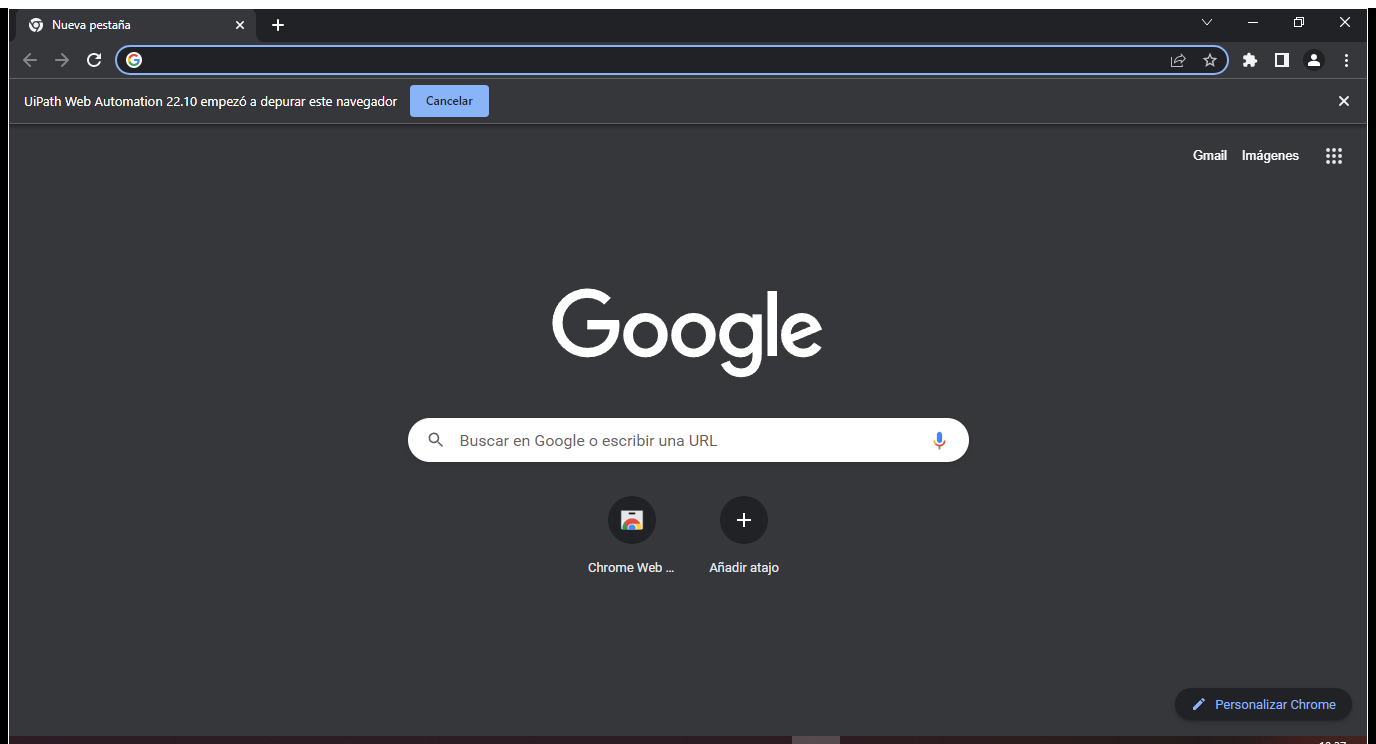 Nueva pestaña
UiPath Web Automation 22.10 empezó a depurar este navegador
Cancelar
Gmail
Imágenes
Google
Buscar en Google o escribir una URL
Chrome Web ...
Añadir atajo
Personalizar Chrome